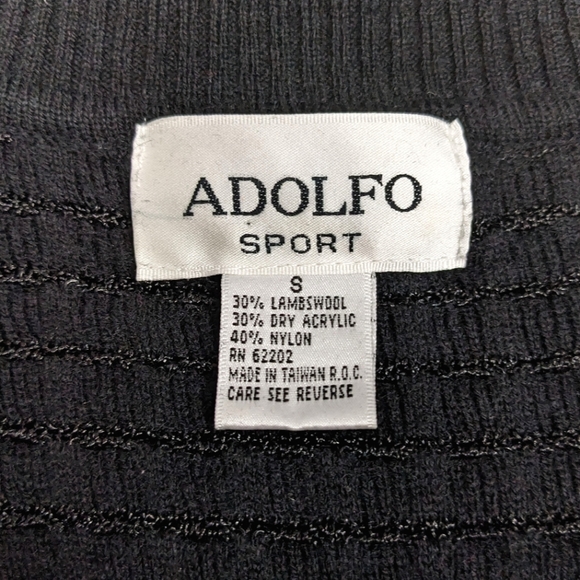 ADOLFO
SPORT
S
30% LAMBSWOOL
30% DRY ACRYLIC
40% NYLON
RN 62202
MADE IN TAIWAN R.O.C.
CARE SEE REVERSE